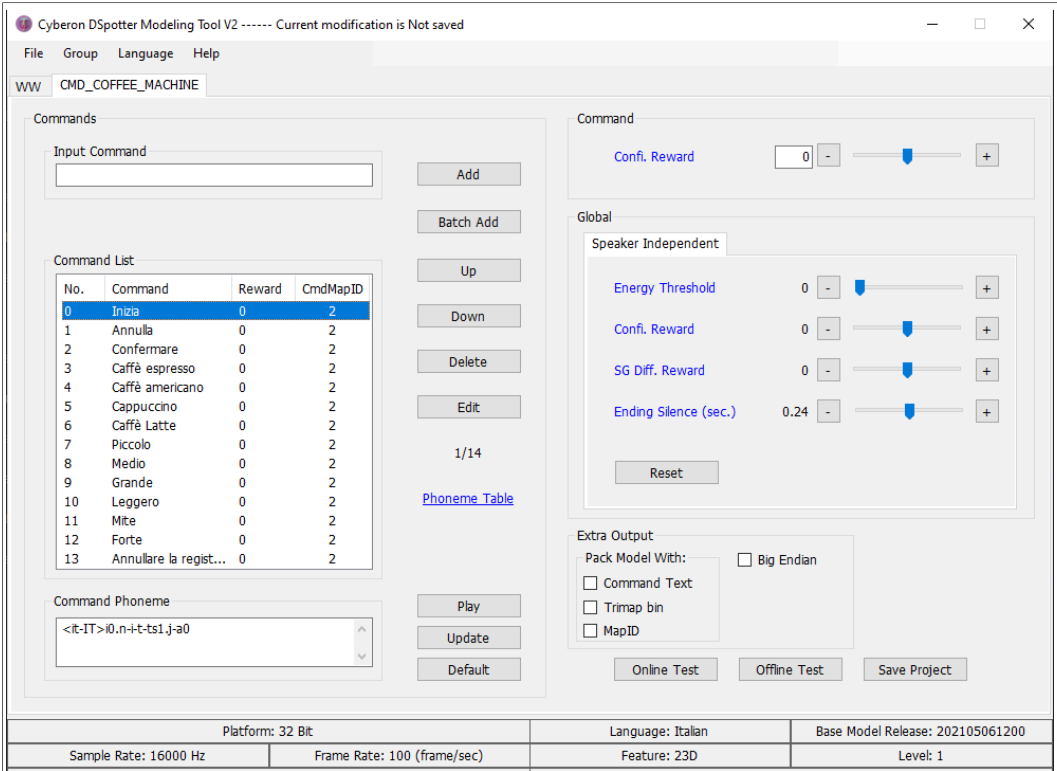 Cyberon DSpotter Modeling Tool V2 ------ Current modification is Not saved
File Group Language Help
WW CMD_COFFEE_MACHINE
Commands
Input Command
Add
Batch Add
Command List
No. Command Reward CmdMapID
0 Inizia 0 2
1 Annulla 0 2
2 Confermare 0 2
3 Caffè espresso 0 2
4 Caffè americano 0 2
5 Cappuccino 0 2
6 Caffè Latte 0 2
7 Piccolo 0 2
8 Medio 0 2
9 Grande 0 2
10 Leggero 0 2
11 Mite 0 2
12 Forte 0 2
13 Annullare la regist... 0 2
Up
Down
Delete
Edit
1/14
Phoneme Table
Command Phoneme
<it-IT>i0.n-i-t-ts1.j-a0
Play
Update
Default
Command
Confi. Reward 0 - +
Global
Speaker Independent
Energy Threshold 0 - +
Confi. Reward 0 - +
SG Diff. Reward 0 - +
Ending Silence (sec.) 0.24 - +
Reset
Extra Output
Pack Model With:
Command Text
Trimap bin
MapID
Big Endian
Online Test Offline Test Save Project
Platform: 32 Bit Language: Italian Base Model Release: 202105061200
Sample Rate: 16000 Hz Frame Rate: 100 (frame/sec) Feature: 23D Level: 1